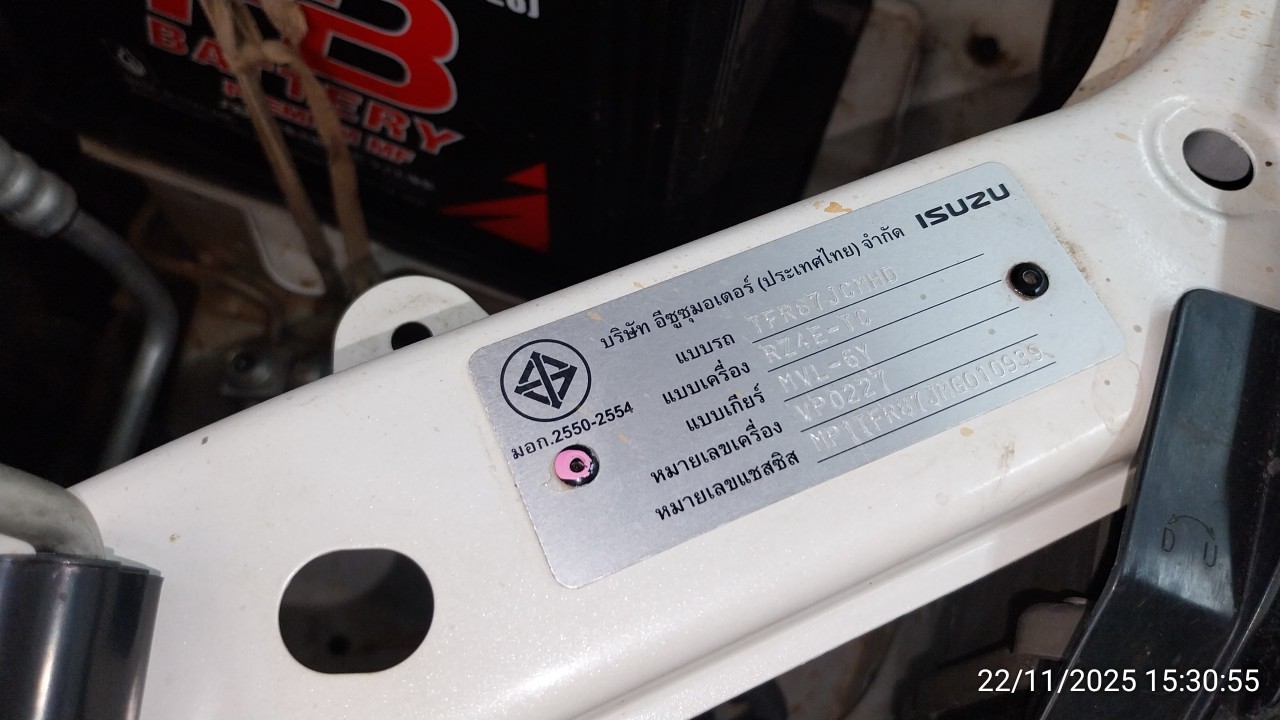 BATTERY
PREMIUM MF
ISUZU
บริษัท อีซูซุมอเตอร์ (ประเทศไทย) จำกัด
แบบรถ TFR87JCMHD
แบบเครื่อง RZ4E-TC
แบบเกียร์ MVL-6Y
หมายเลขเครื่อง VP0227
หมายเลขแชสซิส
มอก.2550-2554
D U
22/11/2025 15:30:55